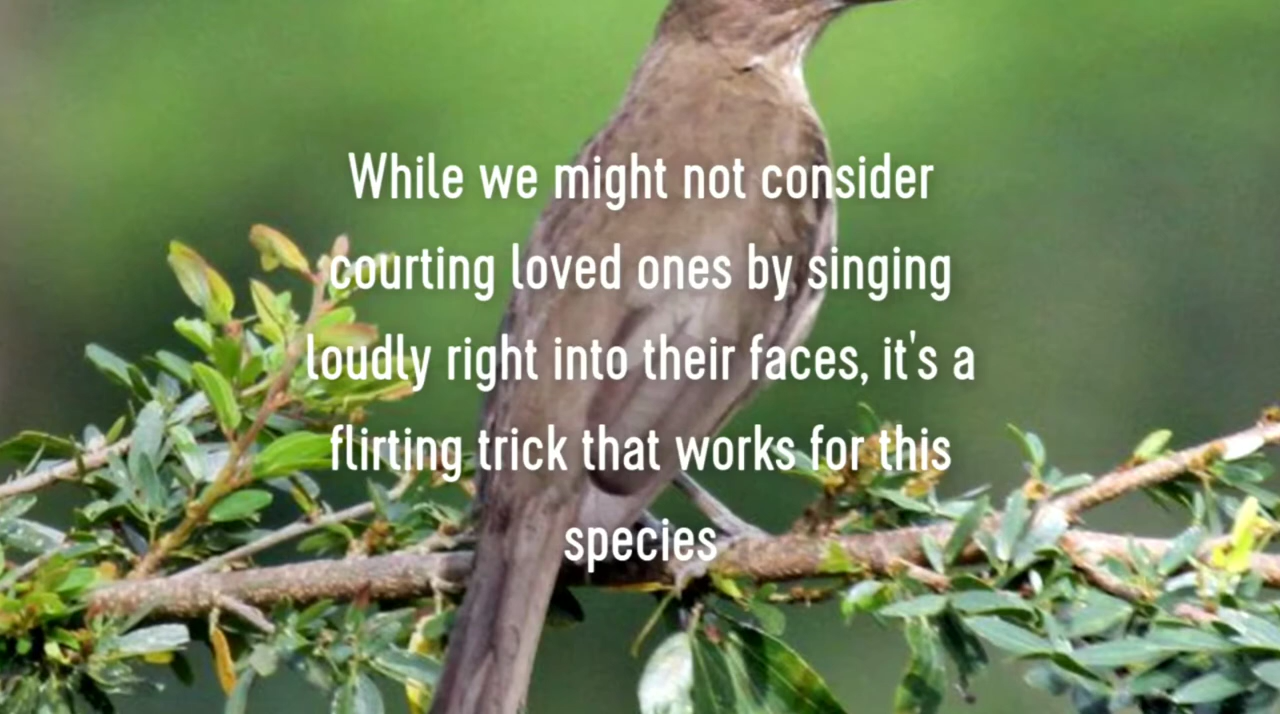 While we might not consider
courting loved ones by singing
loudly right into their faces, it's a
flirting trick that works for this
species